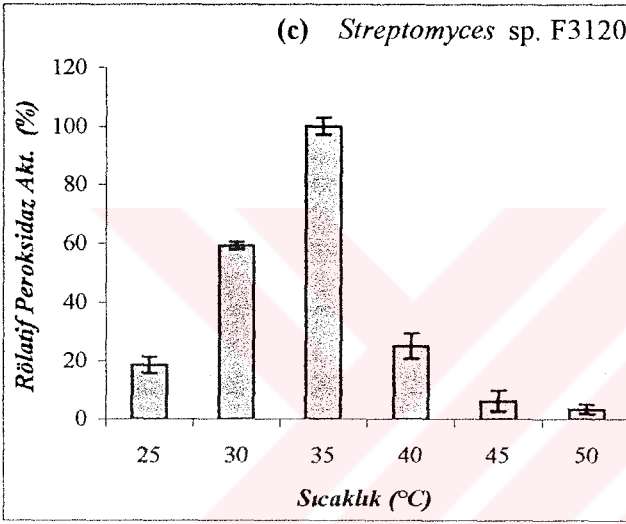 (c) Streptomyces sp. F3120
120
100
80
60
40
20
0
Rölatif Peroksidaz Akt. (%)
25 30 35 40 45 50
Sıcaklık (°C)